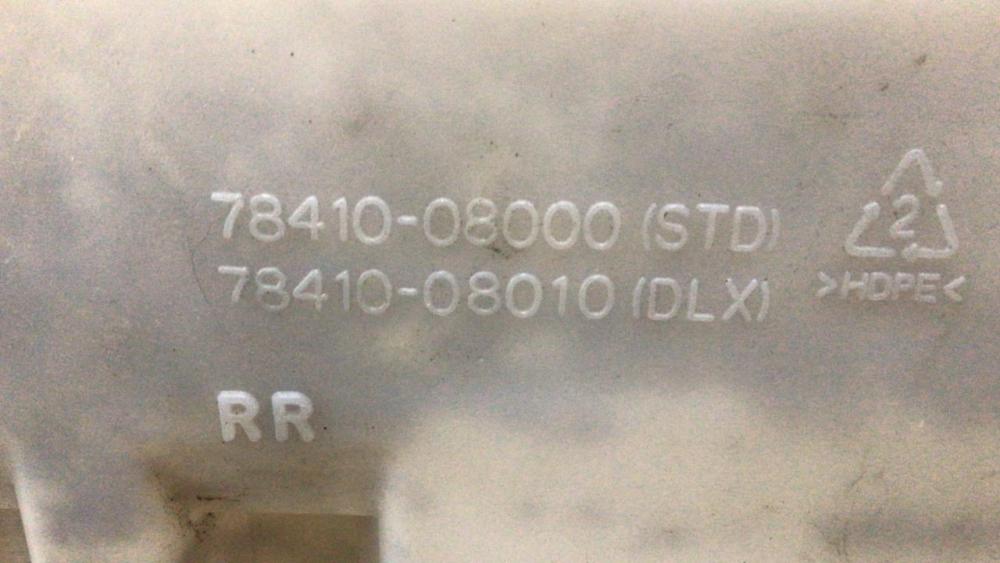 78410-08000 (STD)
78410-08010 (DLX)
2
>HDPE<
RR